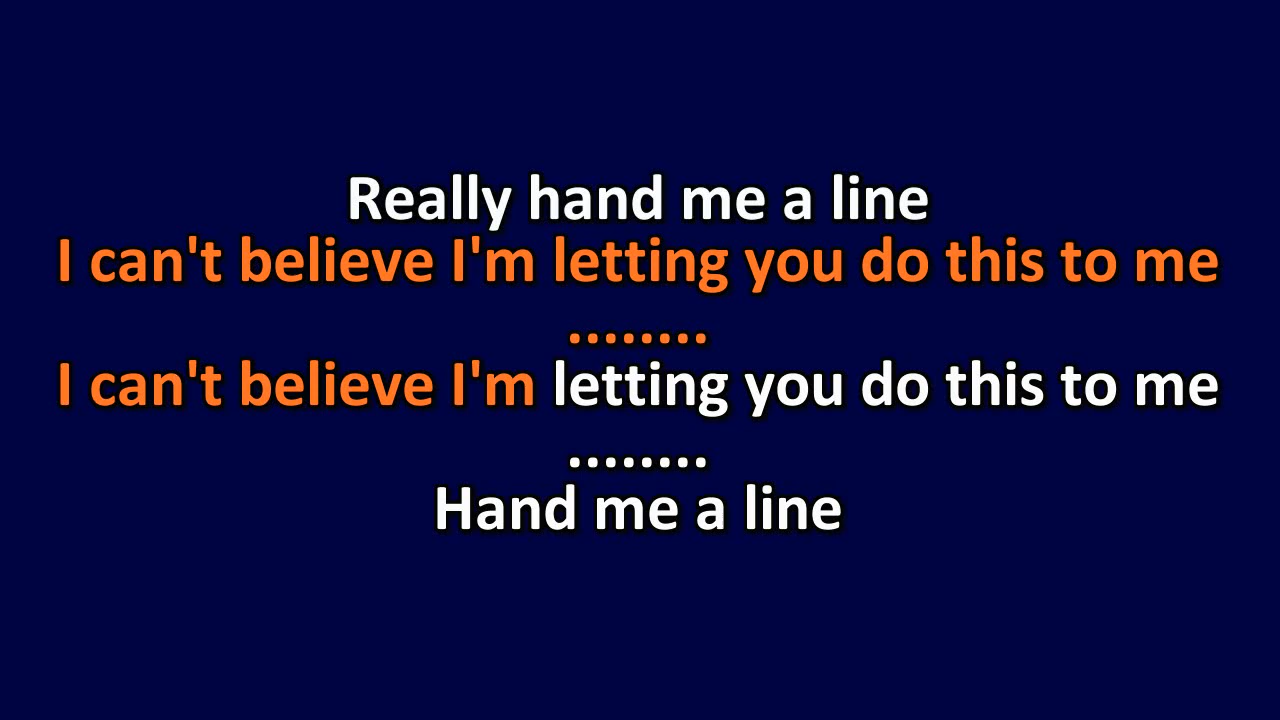 Really hand me a line
I can't believe I'm letting you do this to me
........
I can't believe I'm letting you do this to me
........
Hand me a line